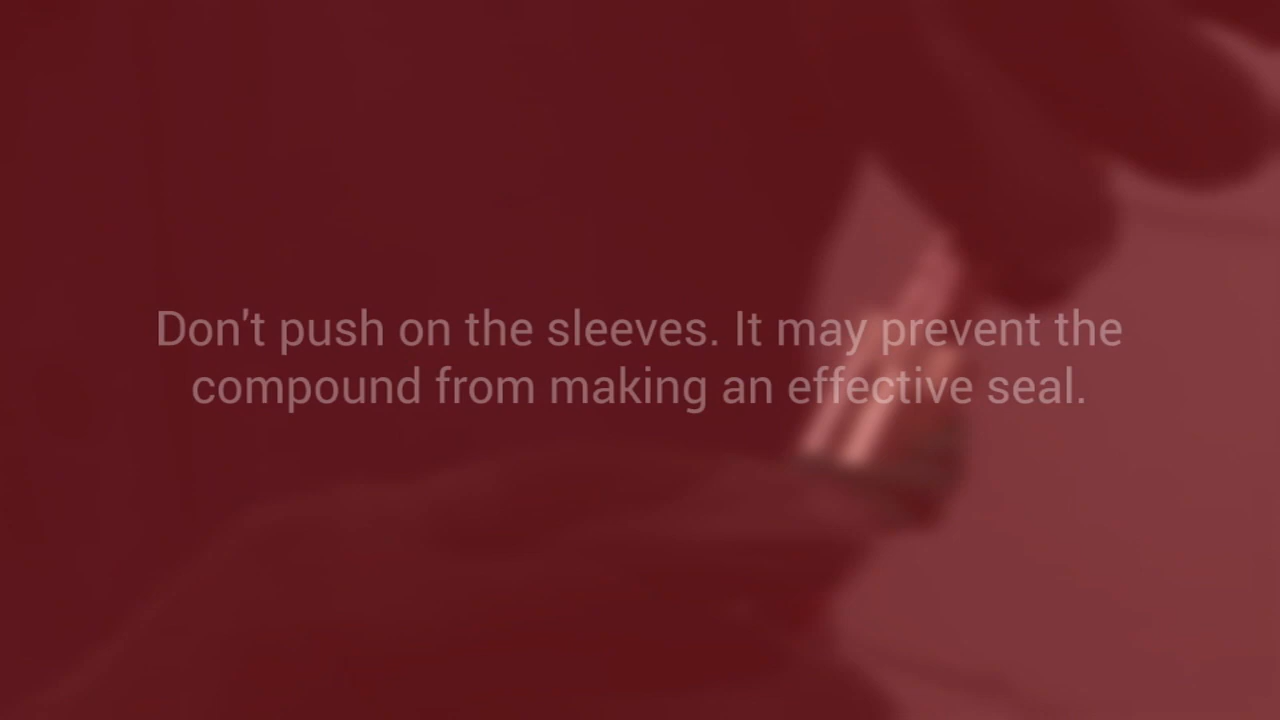 Don't push on the sleeves. It may prevent the
compound from making an effective seal.